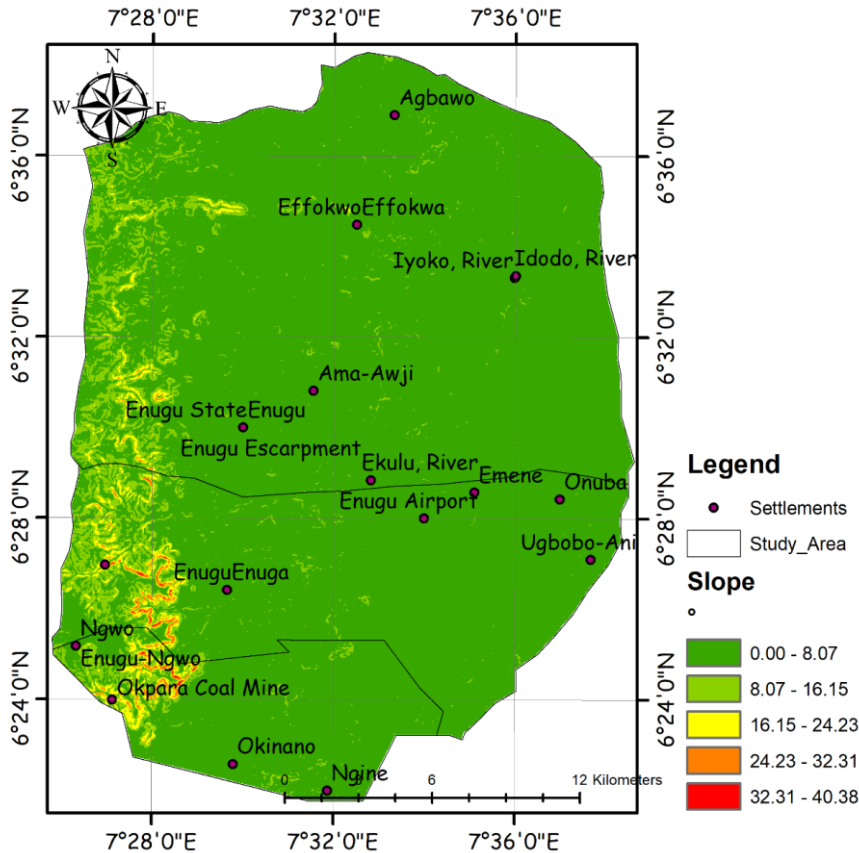 7°28'0"E 7°32'0"E 7°36'0"E
N
W E
S
Agbawo
6°36'0"N 6°36'0"N
EffokwoEffokwa
Iyoko, River Idodo, River
6°32'0"N 6°32'0"N
Ama-Awji
Enugu StateEnugu
Enugu Escarpment
Ekulu, River
Emene
Onuba
Enugu Airport
6°28'0"N 6°28'0"N
Ugbobo-Ani
EnuguEnuga
Ngwo
Enugu-Ngwo
Okpara Coal Mine
6°24'0"N 6°24'0"N
Okinano
Ngine
0 3 6 12 Kilometers
7°28'0"E 7°32'0"E 7°36'0"E
Legend
Settlements
Study_Area
Slope
o
0.00 - 8.07
8.07 - 16.15
16.15 - 24.23
24.23 - 32.31
32.31 - 40.38